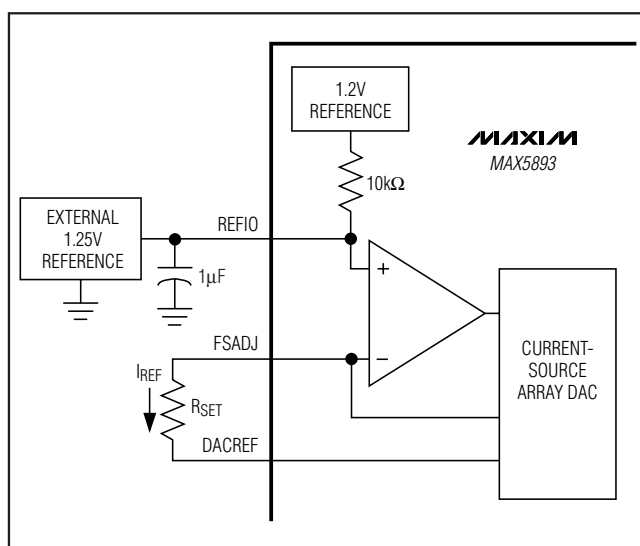 1.2V
REFERENCE
MAXIM
MAX5893
10kΩ
EXTERNAL
1.25V
REFERENCE
REFIO
1μF
+
FSADJ
−
IREF
RSET
DACREF
CURRENT-
SOURCE
ARRAY DAC